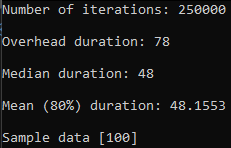 Number of iterations: 250000
Overhead duration: 78
Median duration: 48
Mean (80%) duration: 48.1553
Sample data [100]